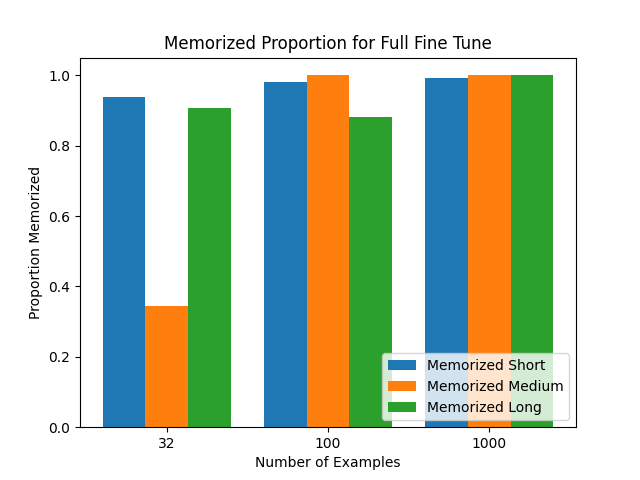 Memorized Proportion for Full Fine Tune
1.0
0.8
0.6
0.4
0.2
0.0
Proportion Memorized
Memorized Short
Memorized Medium
Memorized Long
32
100
1000
Number of Examples